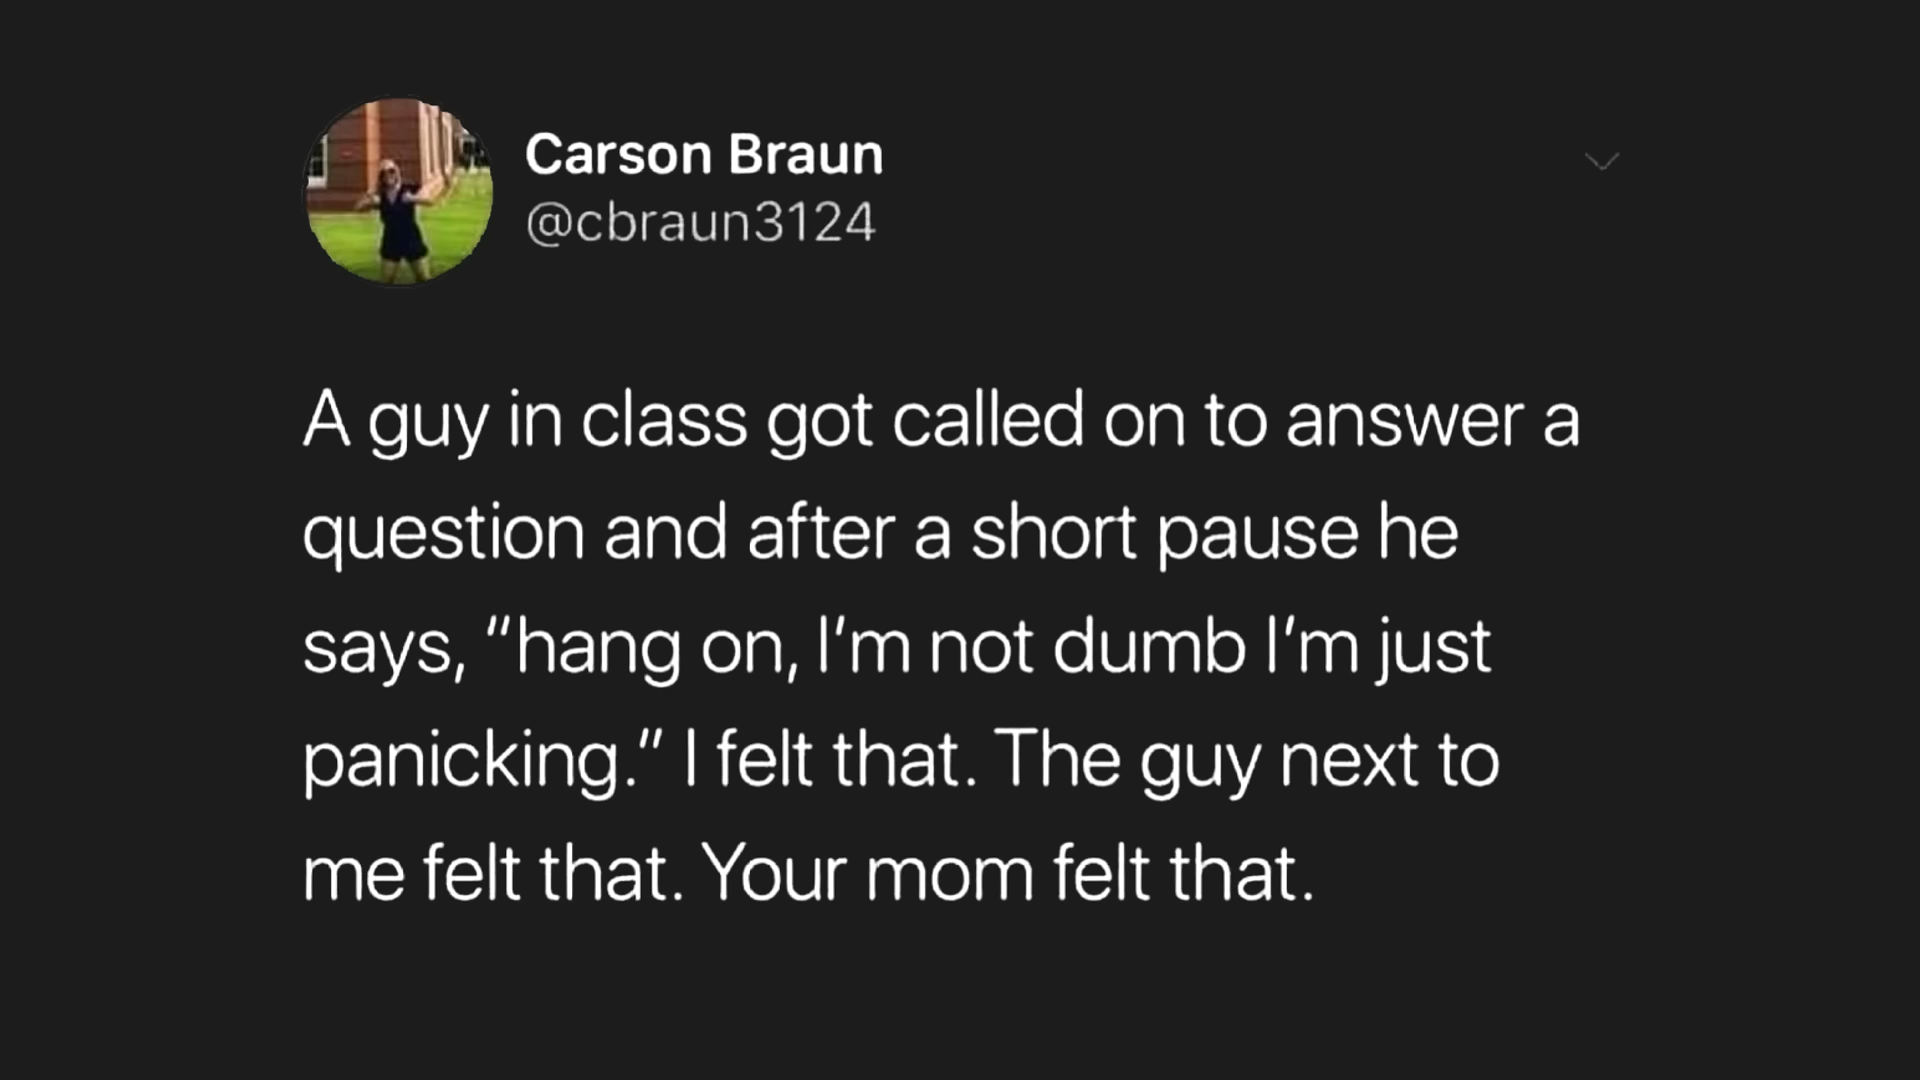 Carson Braun
@cbraun3124
A guy in class got called on to answer a
question and after a short pause he
says, “hang on, I’m not dumb I’m just
panicking.” I felt that. The guy next to
me felt that. Your mom felt that.